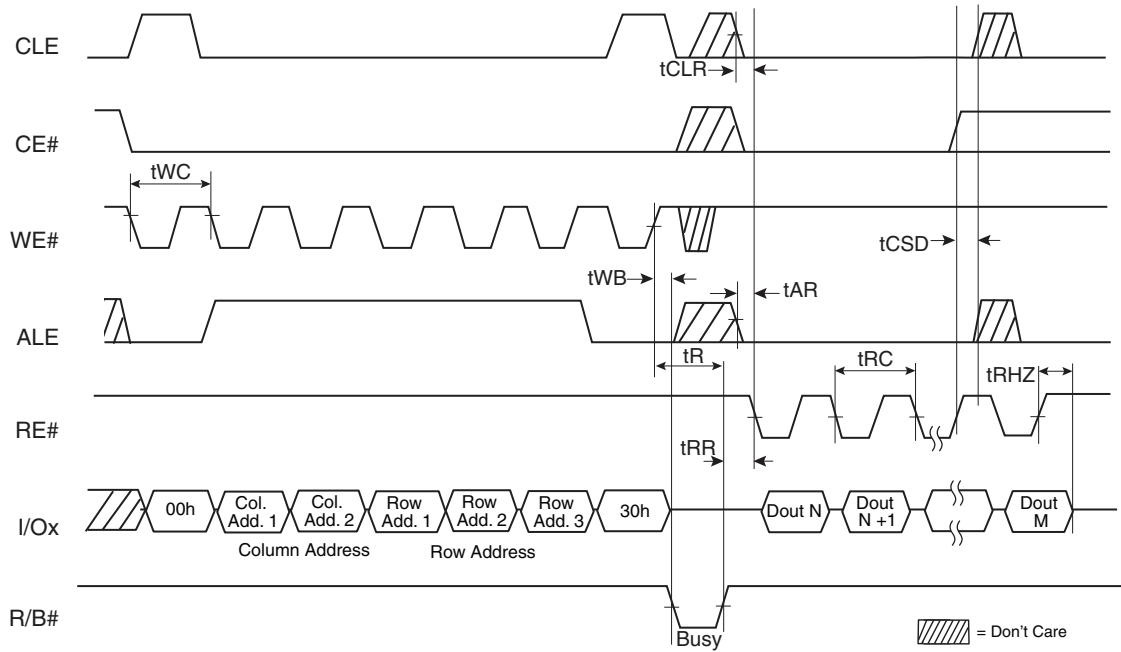 CLE
tCLR
CE#
tWC
WE#
tCSD
tWB
tAR
ALE
tR
tRC
tRHZ
RE#
tRR
I/Ox
00h
Col. Add. 1
Col. Add. 2
Row Add. 1
Row Add. 2
Row Add. 3
30h
Dout N
Dout N +1
Dout M
Column Address
Row Address
R/B#
Busy
= Don't Care